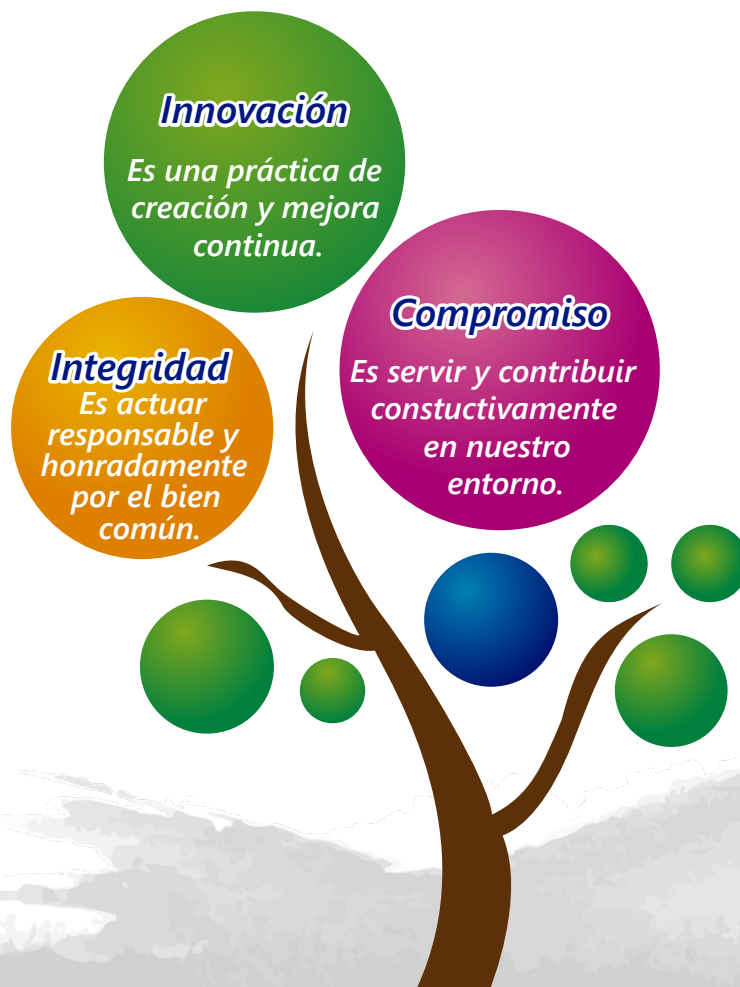 Innovación
Es una práctica de
creación y mejora
continua.
Compromiso
Es servir y contribuir
constuctivamente
en nuestro
entorno.
Integridad
Es actuar
responsable y
honradamente
por el bien
común.